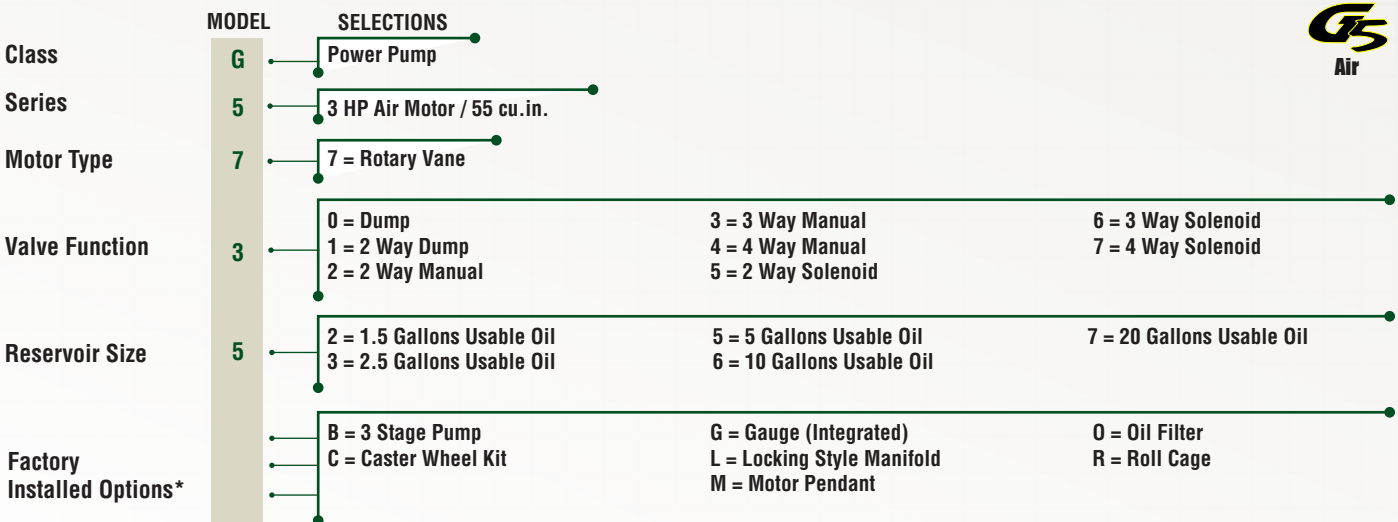 MODEL SELECTIONS
G5
Air
Class G Power Pump
Series 5 3 HP Air Motor / 55 cu.in.
Motor Type 7 7 = Rotary Vane
Valve Function 3
0 = Dump
1 = 2 Way Dump
2 = 2 Way Manual
3 = 3 Way Manual
4 = 4 Way Manual
5 = 2 Way Solenoid
6 = 3 Way Solenoid
7 = 4 Way Solenoid
Reservoir Size 5
2 = 1.5 Gallons Usable Oil
3 = 2.5 Gallons Usable Oil
5 = 5 Gallons Usable Oil
6 = 10 Gallons Usable Oil
7 = 20 Gallons Usable Oil
Factory
Installed Options*
B = 3 Stage Pump
C = Caster Wheel Kit
G = Gauge (Integrated)
L = Locking Style Manifold
M = Motor Pendant
O = Oil Filter
R = Roll Cage